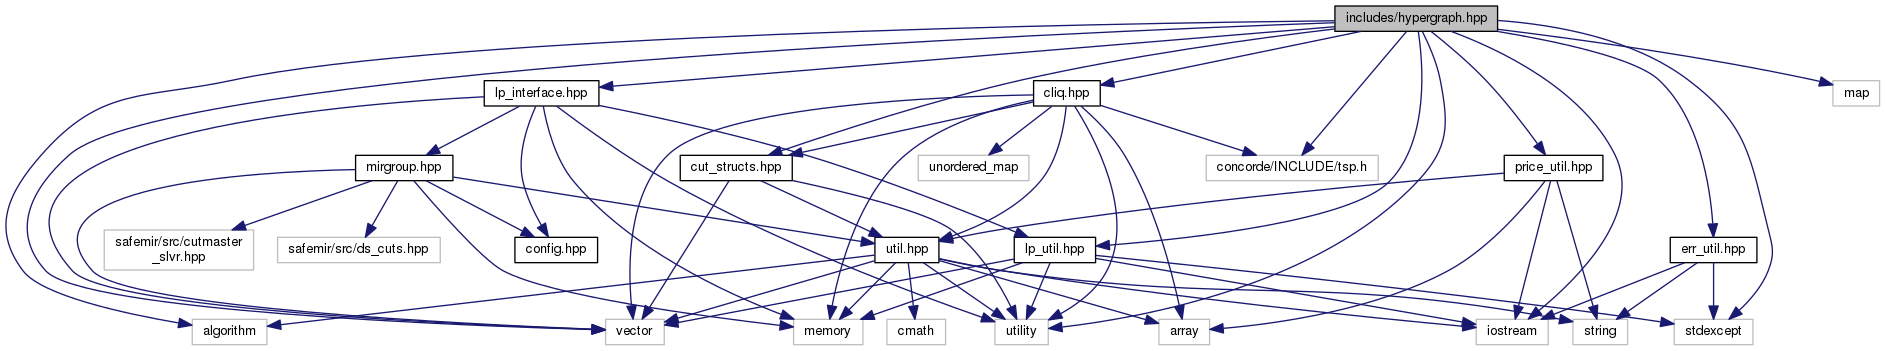 includes/hypergraph.hpp
lp_interface.hpp
cliq.hpp
map
mirgroup.hpp
cut_structs.hpp
unordered_map
concorde/INCLUDE/tsp.h
price_util.hpp
safemir/src/cutmaster
_slvr.hpp
safemir/src/ds_cuts.hpp
config.hpp
util.hpp
lp_util.hpp
err_util.hpp
algorithm
vector
memory
cmath
utility
array
iostream
string
stdexcept